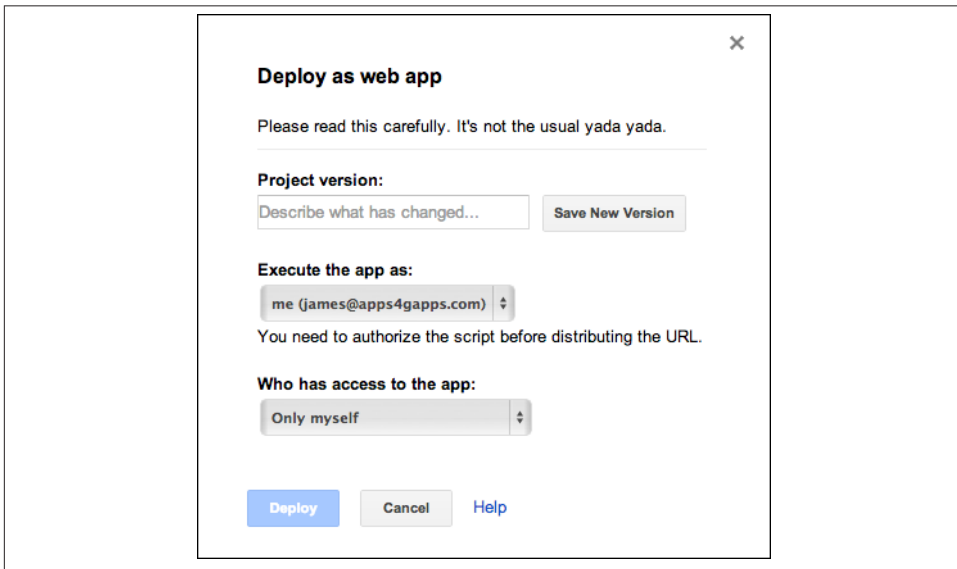 Deploy as web app
Please read this carefully. It's not the usual yada yada.
Project version:
Describe what has changed...
Save New Version
Execute the app as:
me (james@apps4gapps.com)
You need to authorize the script before distributing the URL.
Who has access to the app:
Only myself
Deploy
Cancel
Help